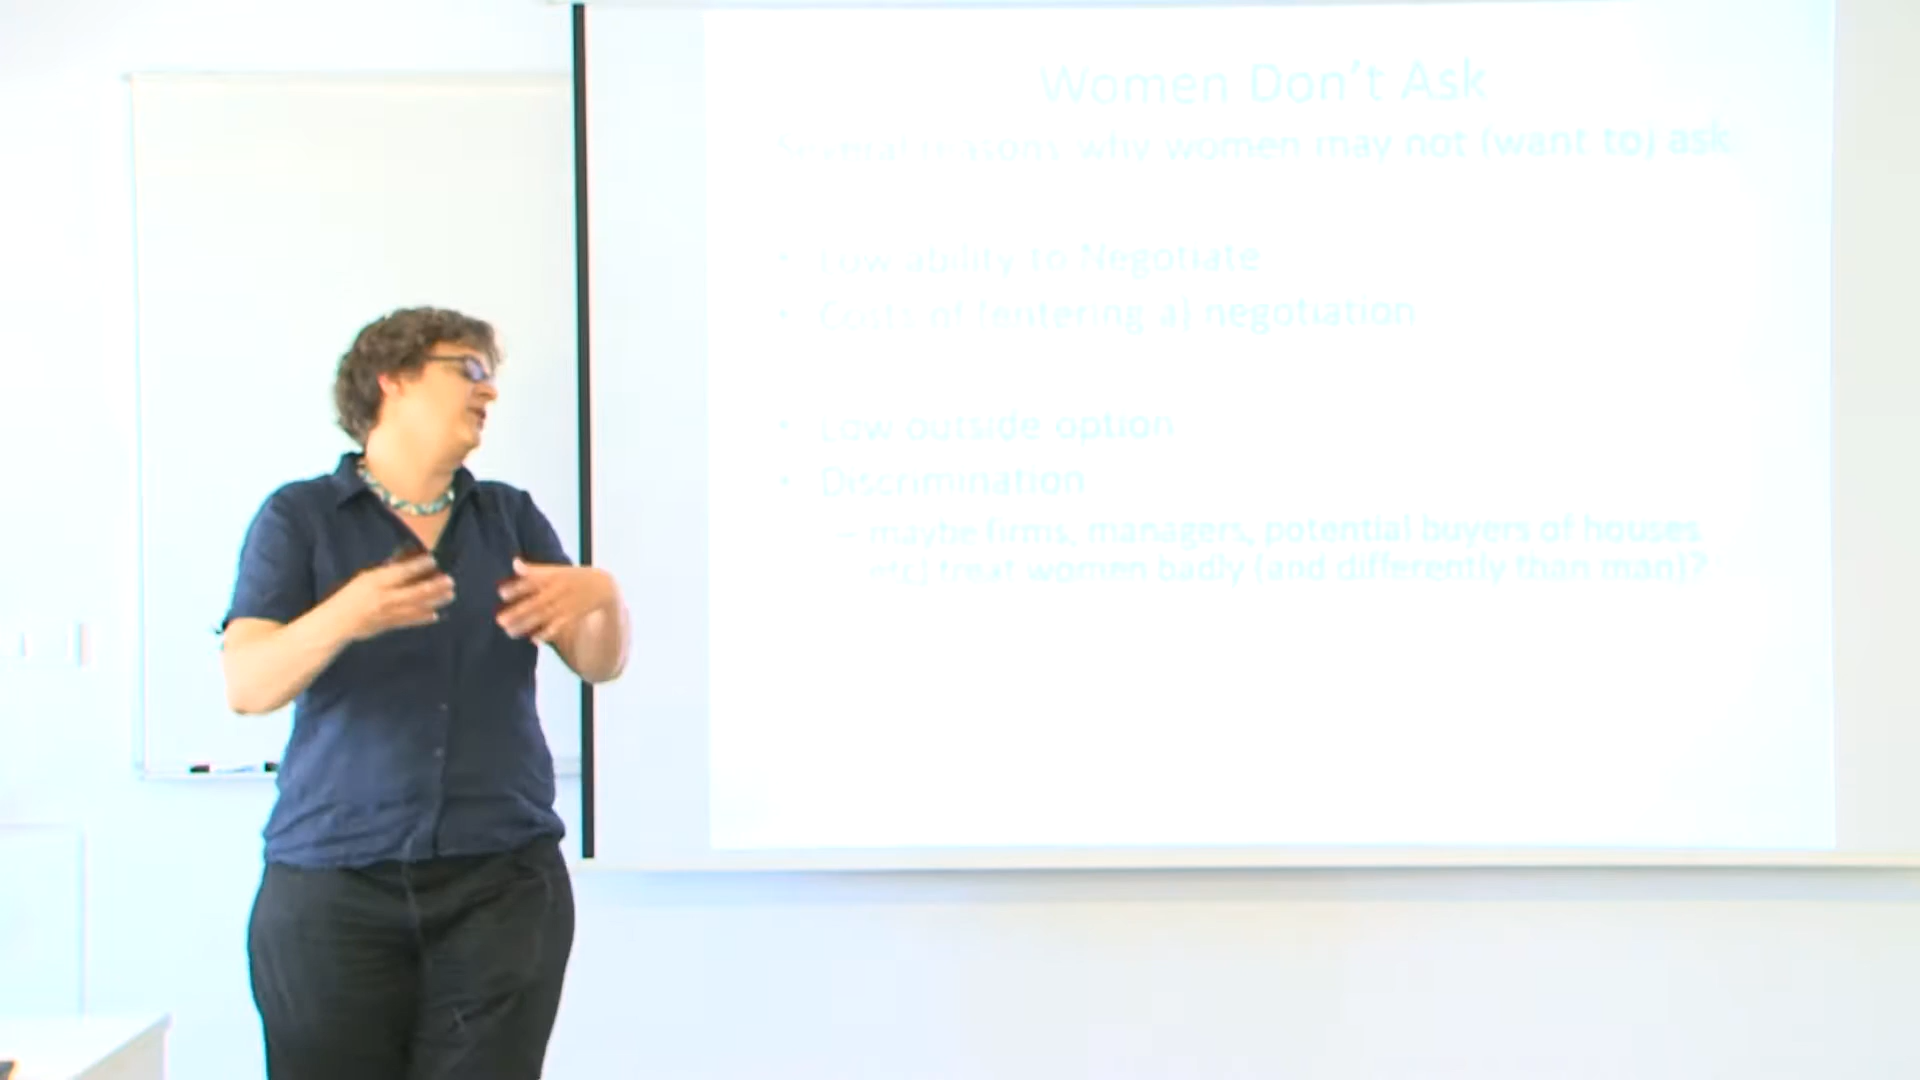 Women Don't Ask
Several reasons why women may not (want to) ask
• Low ability to Negotiate
• Costs of (entering a) negotiation
• Low outside option
• Discrimination
– maybe firms, managers, potential buyers of houses
etc) treat women badly (and differently than man)?